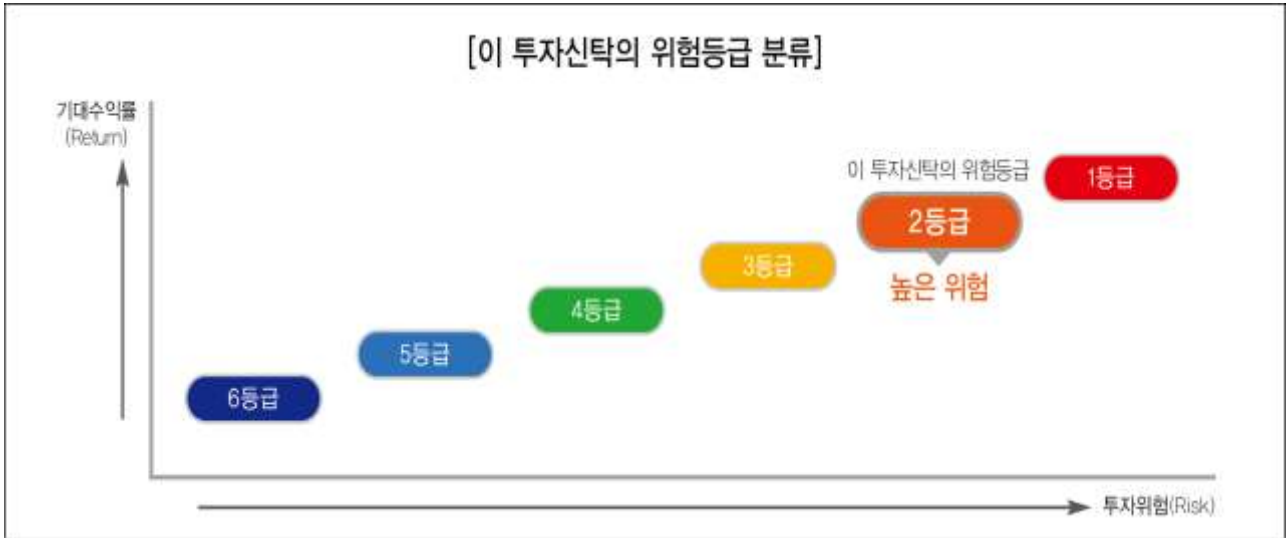 [이 투자신탁의 위험등급 분류]
기대수익률
(Return)
이 투자신탁의 위험등급
1등급
2등급
높은 위험
3등급
4등급
5등급
6등급
투자위험(Risk)